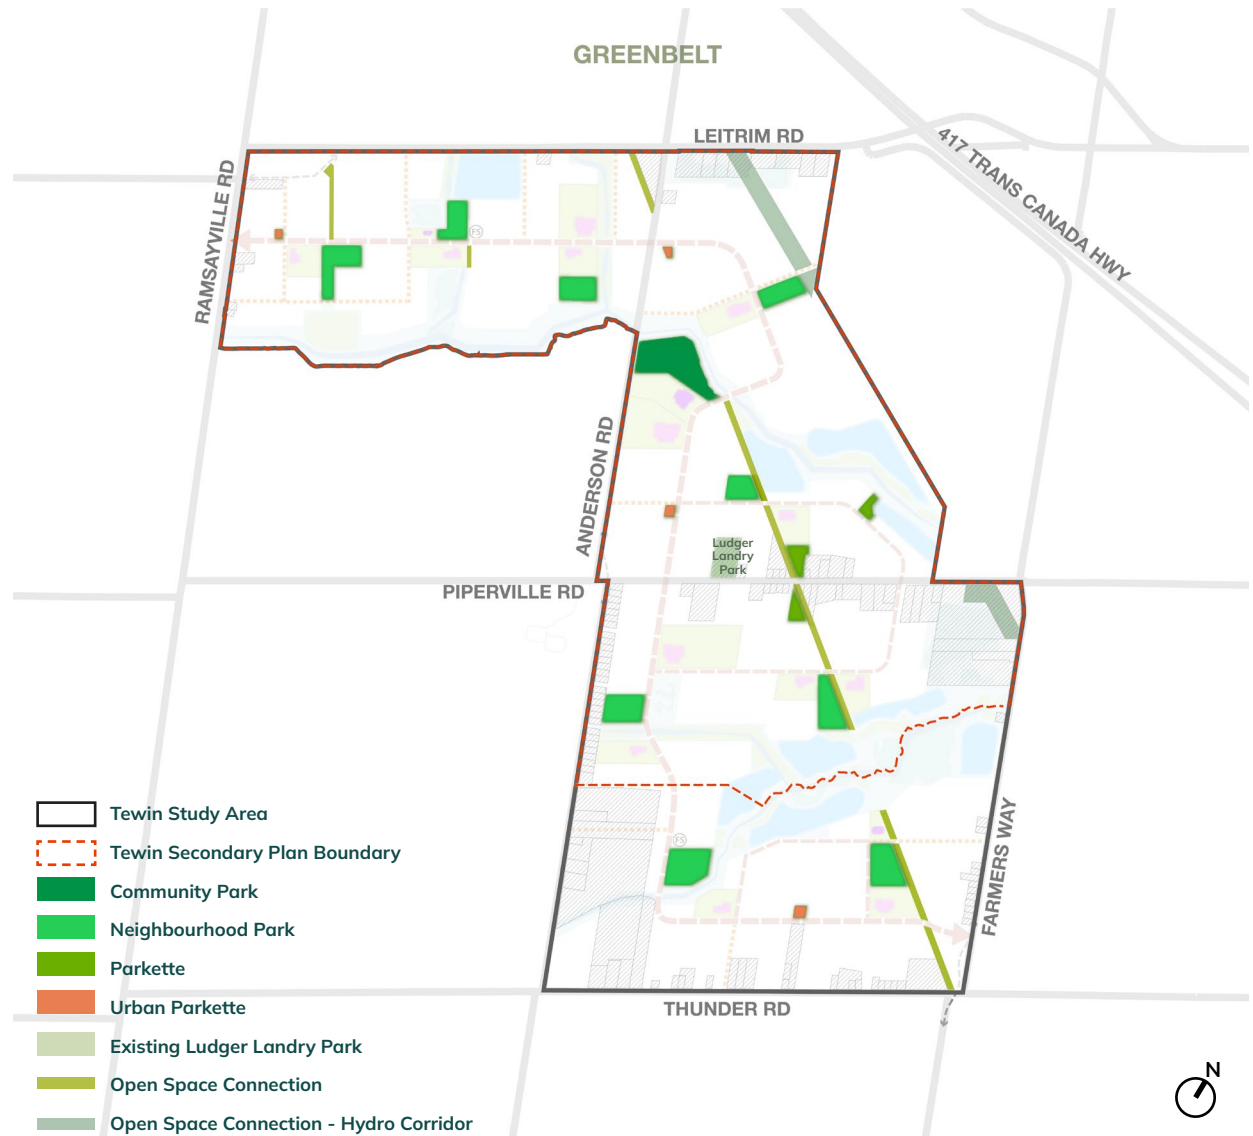 GREENBELT
LEITRIM RD
417 TRANS CANADA HWY
RAMSAYVILLE RD
FS
ANDERSON RD
Ludger
Landry
Park
PIPERVILLE RD
FS
FARMERS WAY
THUNDER RD
Tewin Study Area
Tewin Secondary Plan Boundary
Community Park
Neighbourhood Park
Parkette
Urban Parkette
Existing Ludger Landry Park
Open Space Connection
Open Space Connection - Hydro Corridor
N